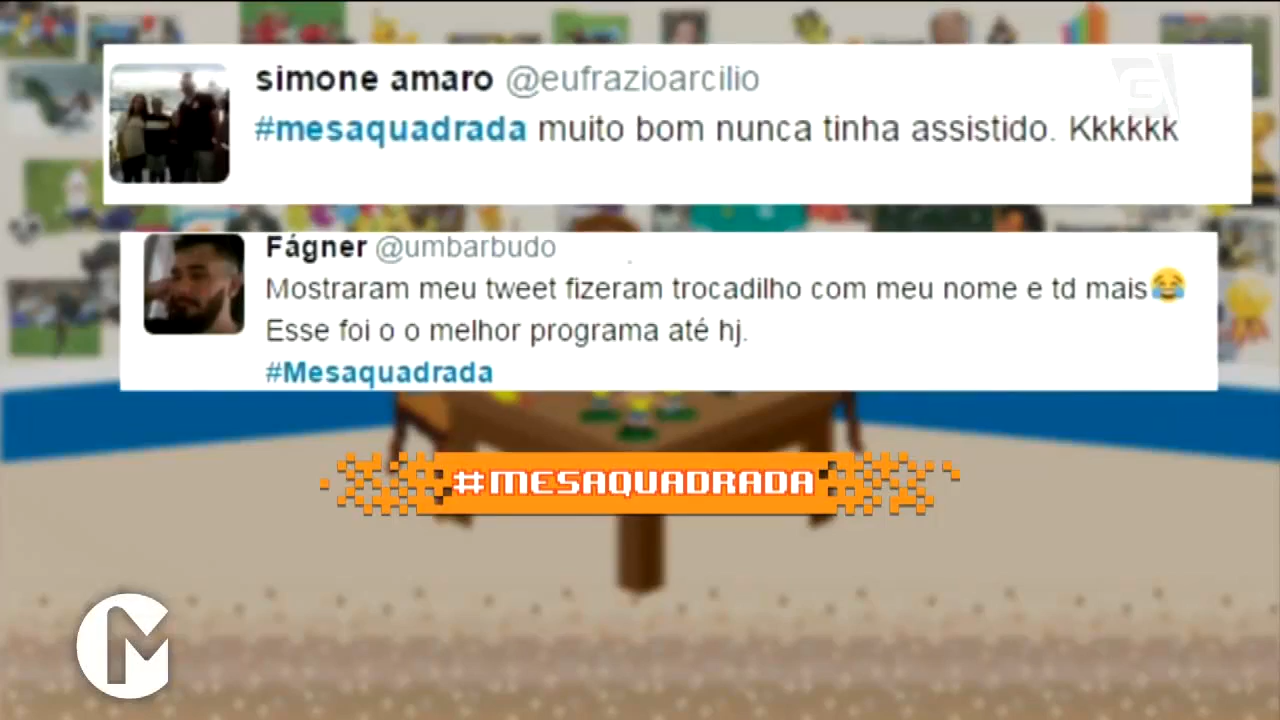 simone amaro @eufrazioarcilio
#mesaquadrada muito bom nunca tinha assistido. Kkkkkk
Fágner @umbarbudo
Mostraram meu tweet fizeram trocadilho com meu nome e td mais😂
Esse foi o o melhor programa até hj.
#Mesaquadrada
#MESAQUADRADA